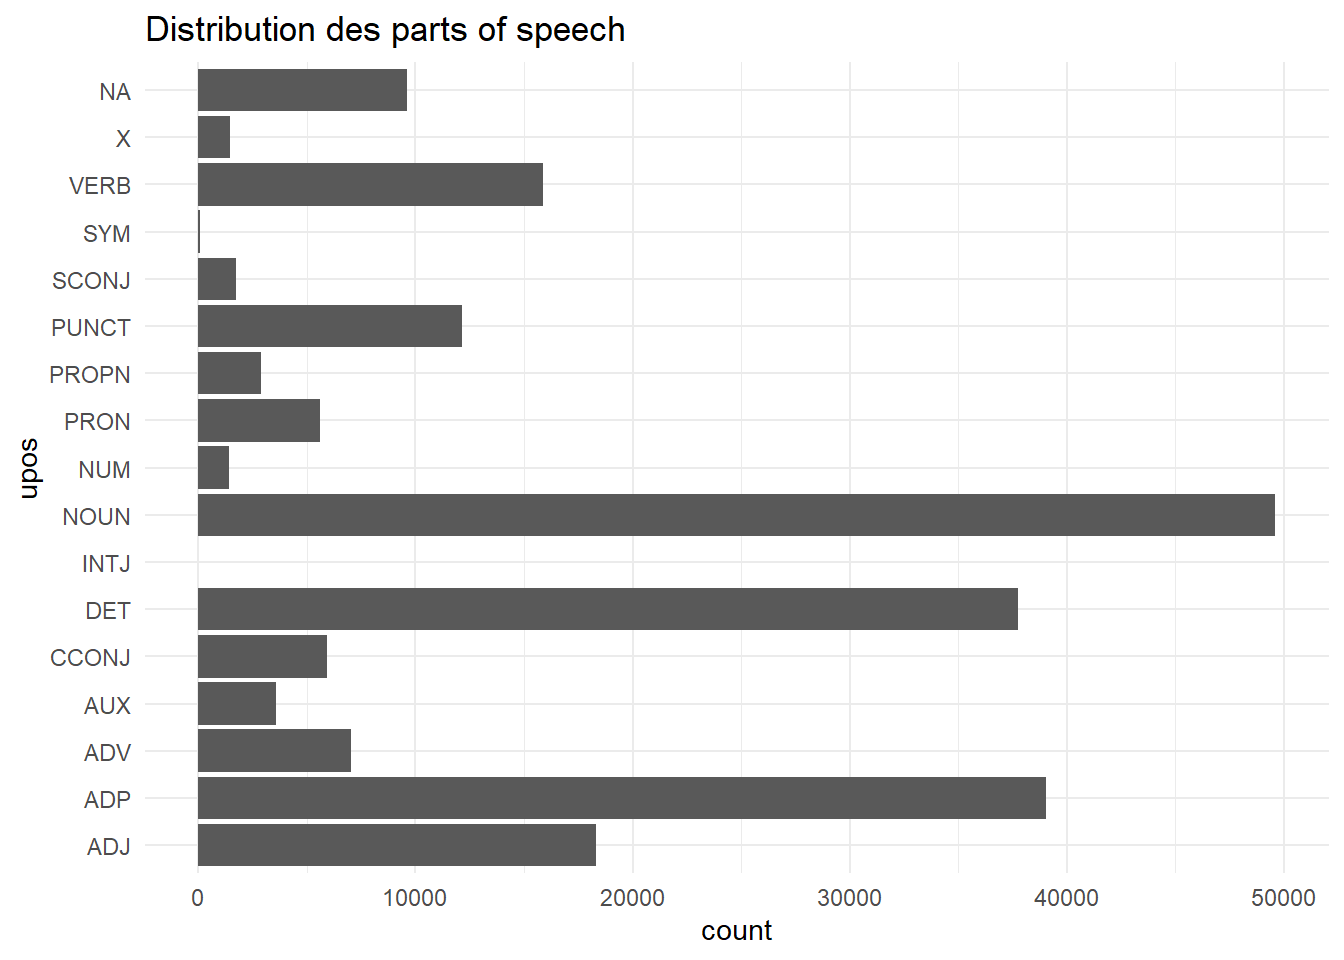 Distribution des parts of speech
NA
X
VERB
SYM
SCONJ
PUNCT
PROPN
PRON
NUM
NOUN
INTJ
DET
CCONJ
AUX
ADV
ADP
ADJ
upos
0 10000 20000 30000 40000 50000
count